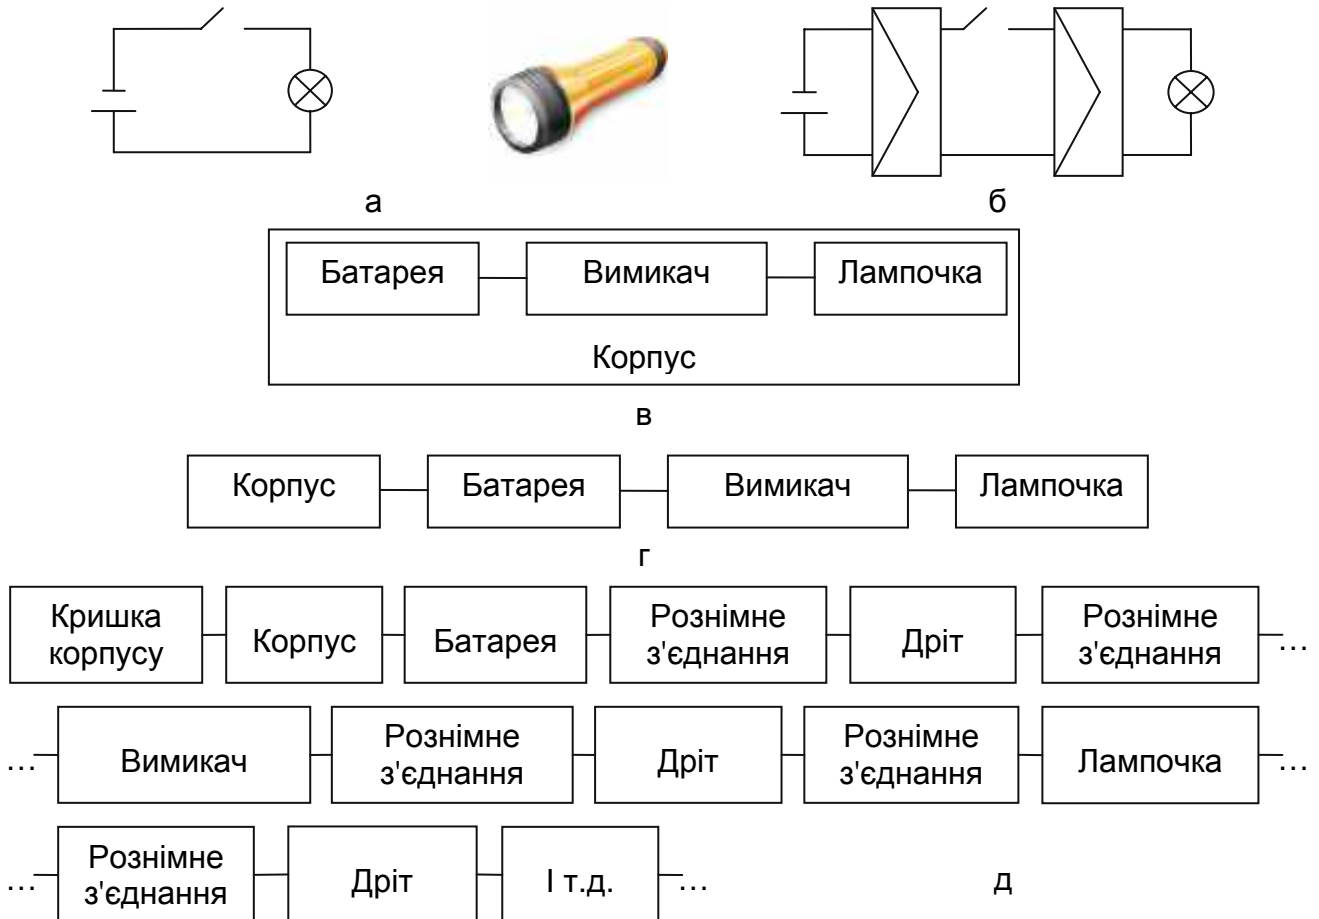 а
б
Батарея
Вимикач
Лампочка
Корпус
в
Корпус
Батарея
Вимикач
Лампочка
г
Кришка
корпусу
Корпус
Батарея
Рознімне
з'єднання
Дріт
Рознімне
з'єднання
...
...
Вимикач
Рознімне
з'єднання
Дріт
Рознімне
з'єднання
Лампочка
...
...
Рознімне
з'єднання
Дріт
І т.д.
...
д